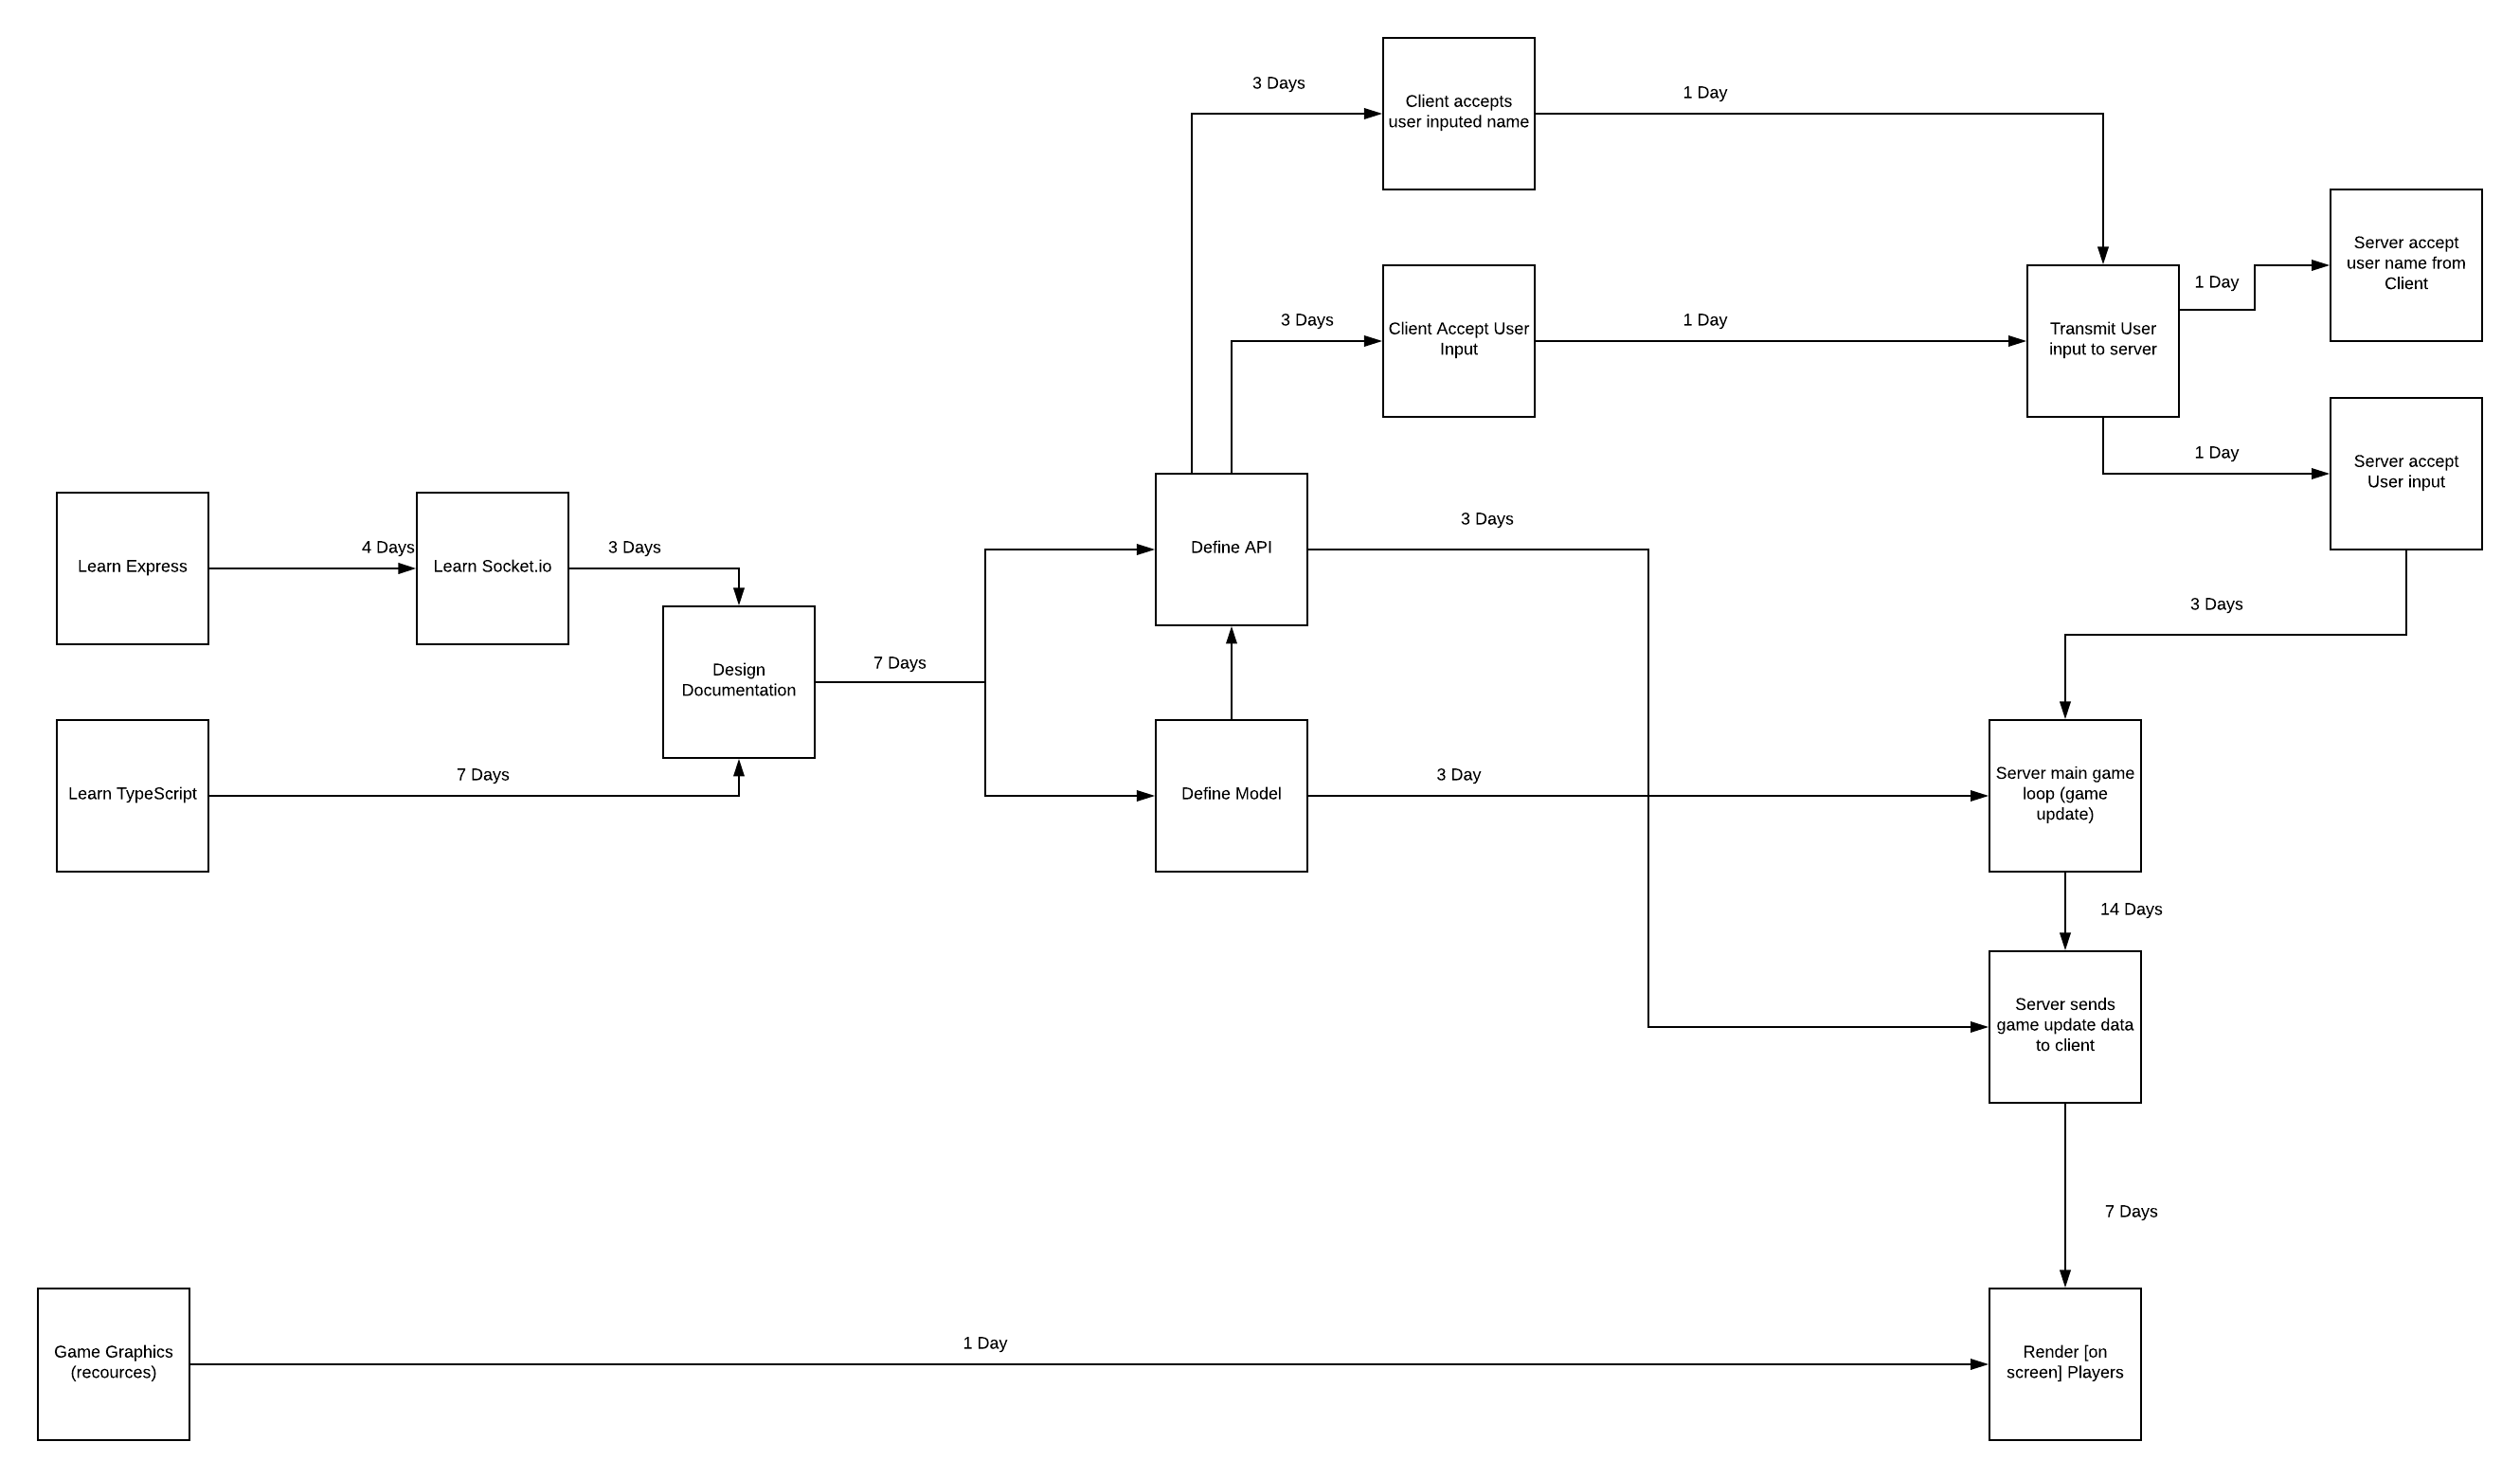 3 Days
Client accepts
user inputed name
1 Day
Server accept
user name from
Client
3 Days
Client Accept User
Input
1 Day
Transmit User
input to server
1 Day
1 Day
Server accept
User input
Learn Express
4 Days
Learn Socket.io
3 Days
Define API
3 Days
3 Days
Design
Documentation
7 Days
Learn TypeScript
7 Days
Define Model
3 Day
Server main game
loop (game
update)
14 Days
Server sends
game update data
to client
7 Days
Game Graphics
(recources)
1 Day
Render [on
screen] Players